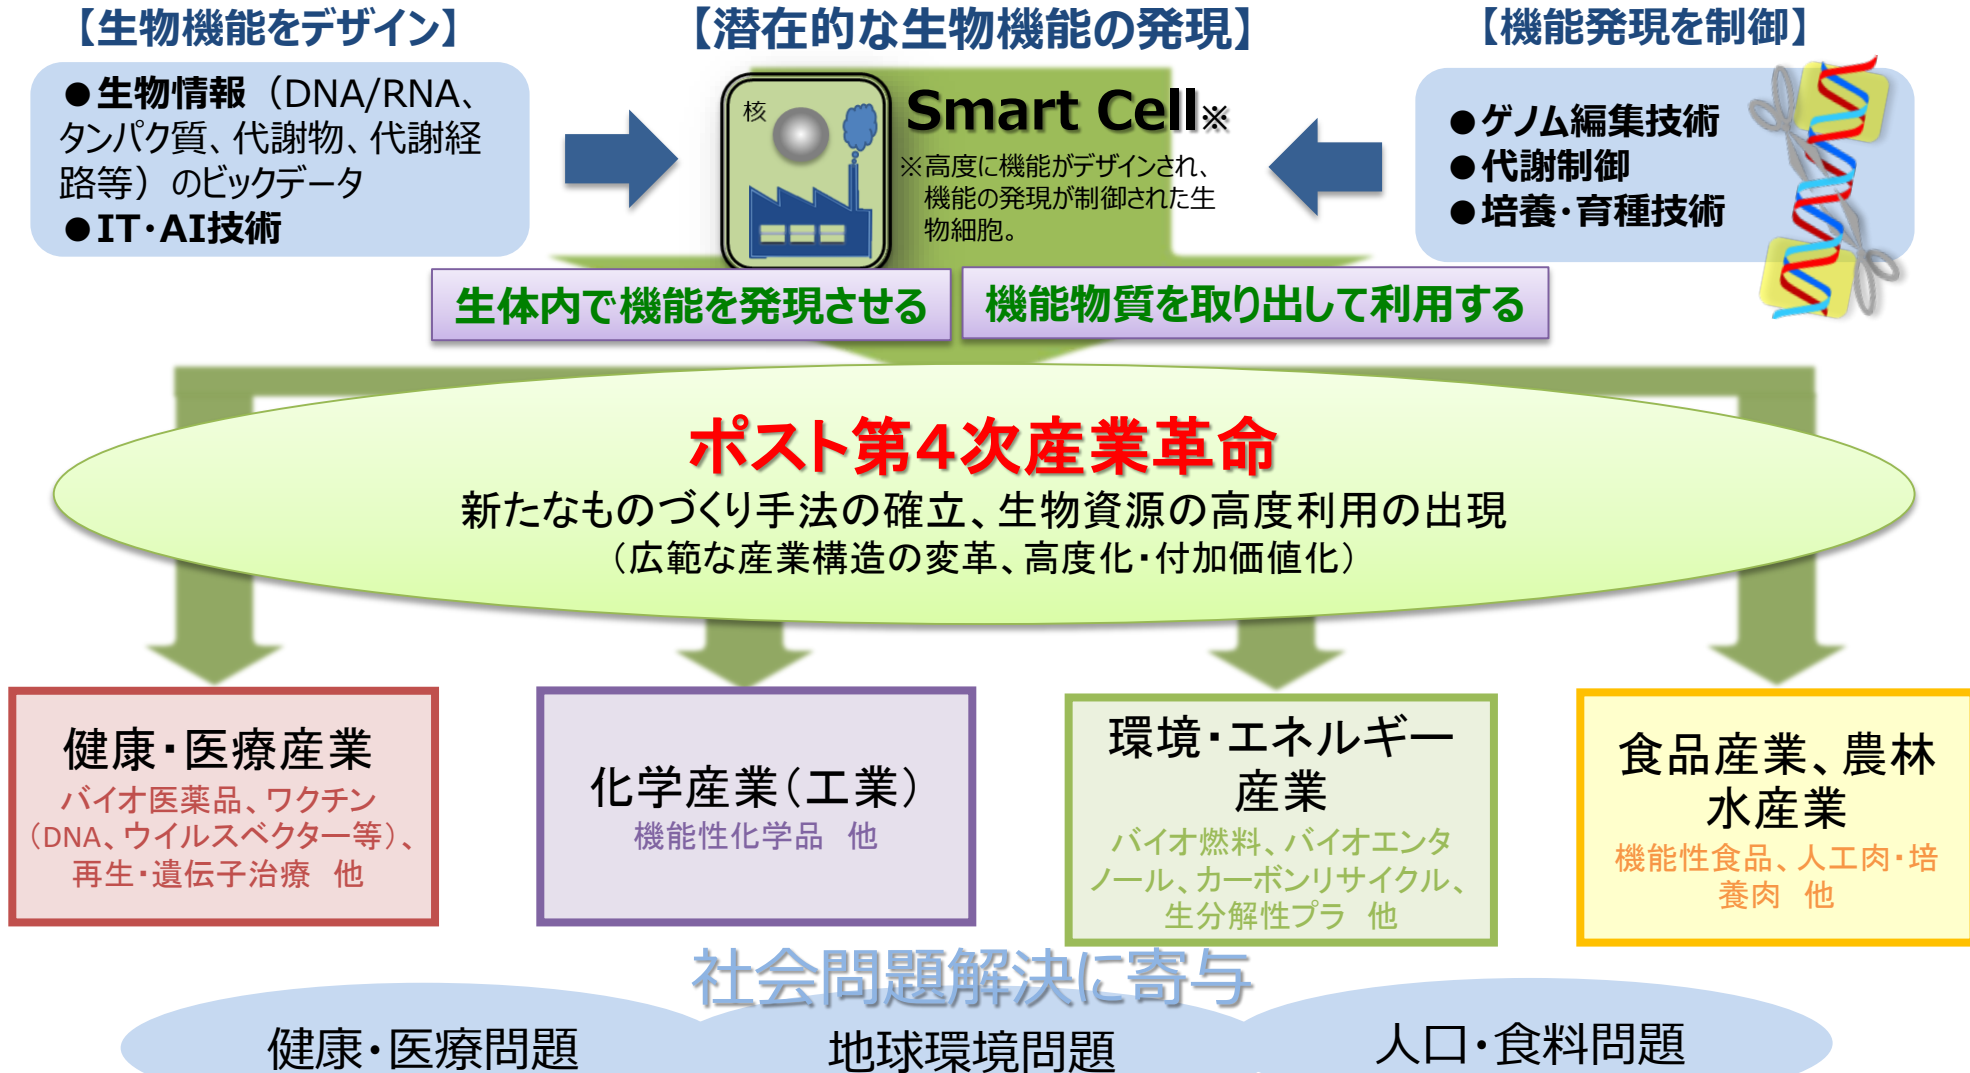 【生物機能をデザイン】
●生物情報（DNA/RNA、
タンパク質、代謝物、代謝経
路等）のビックデータ
●IT・AI技術
【潜在的な生物機能の発現】
核
Smart Cell※
※高度に機能がデザインされ、
機能の発現が制御された生
物細胞。
【機能発現を制御】
●ゲノム編集技術
●代謝制御
●培養・育種技術
生体内で機能を発現させる
機能物質を取り出して利用する
ポスト第４次産業革命
新たなものづくり手法の確立、生物資源の高度利用の出現
（広範な産業構造の変革、高度化・付加価値化）
健康・医療産業
バイオ医薬品、ワクチン
（DNA、ウイルスベクター等）、
再生・遺伝子治療　他
化学産業（工業）
機能性化学品　他
環境・エネルギー
産業
バイオ燃料、バイオエンタ
ノール、カーボンリサイクル、
生分解性プラ　他
食品産業、農林
水産業
機能性食品、人工肉・培
養肉　他
社会問題解決に寄与
健康・医療問題
地球環境問題
人口・食料問題